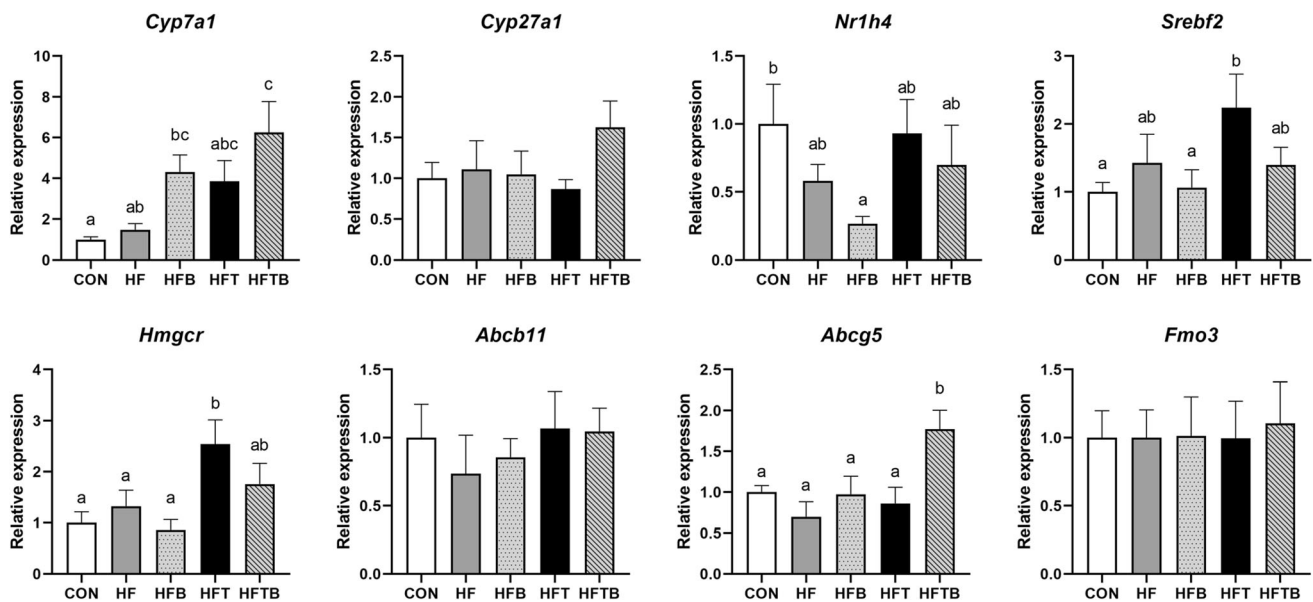 Cyp7a1
Relative expression
10
8
6
4
2
0
a
ab
bc
abc
c
CON HF HFB HFT HFTB
Cyp27a1
Relative expression
2.5
2.0
1.5
1.0
0.5
0.0
CON HF HFB HFT HFTB
Nr1h4
Relative expression
1.5
1.0
0.5
0.0
b
ab
a
ab
ab
CON HF HFB HFT HFTB
Srebf2
Relative expression
3
2
1
0
a
ab
a
b
ab
CON HF HFB HFT HFTB
Hmgcr
Relative expression
4
3
2
1
0
a
a
a
b
ab
CON HF HFB HFT HFTB
Abcb11
Relative expression
1.5
1.0
0.5
0.0
CON HF HFB HFT HFTB
Abcg5
Relative expression
2.5
2.0
1.5
1.0
0.5
0.0
a
a
a
a
b
CON HF HFB HFT HFTB
Fmo3
Relative expression
1.5
1.0
0.5
0.0
CON HF HFB HFT HFTB